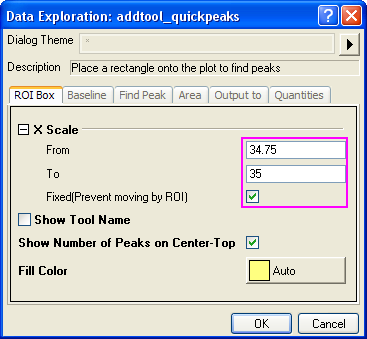 Data Exploration: addtool_quickpeaks
Dialog Theme *
Description Place a rectangle onto the plot to find peaks
ROI Box Baseline Find Peak Area Output to Quantities
X Scale
From 34.75
To 35
Fixed(Prevent moving by ROI)
Show Tool Name
Show Number of Peaks on Center-Top
Fill Color Auto
OK Cancel